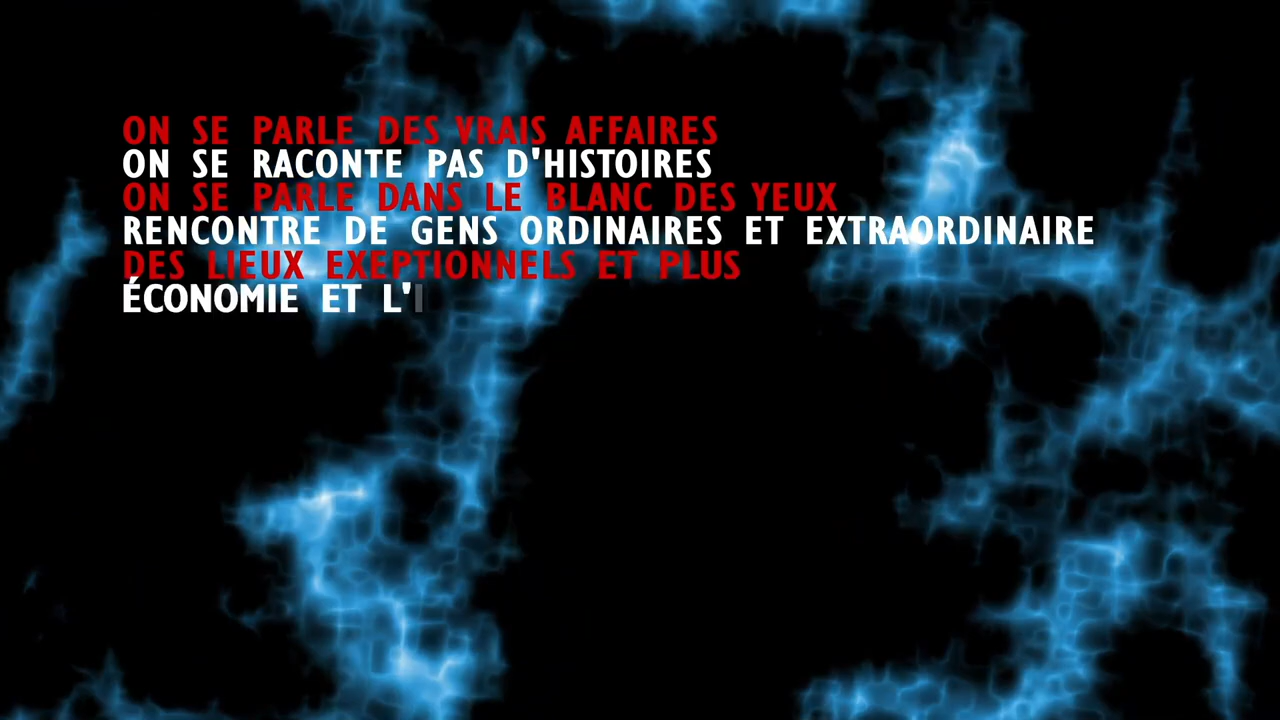 ON SE PARLE DES VRAIS AFFAIRES
ON SE RACONTE PAS D'HISTOIRES
ON SE PARLE DANS LE BLANC DES YEUX
RENCONTRE DE GENS ORDINAIRES ET EXTRAORDINAIRE
DES LIEUX EXEPTIONNELS ET PLUS
ÉCONOMIE ET L'I